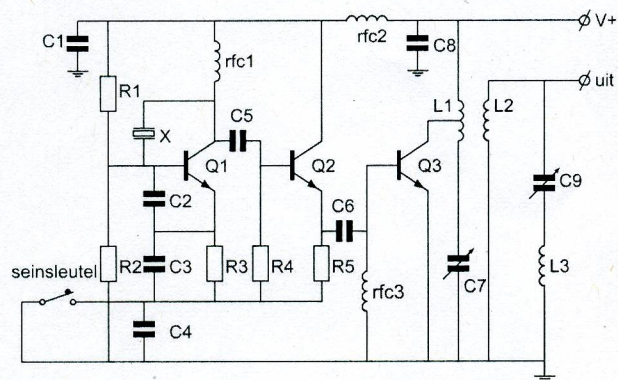 C1
rfc1
rfc2
C8
V+
R1
X
C5
L1
L2
uit
Q1
Q2
Q3
C2
C6
C9
R2
C3
R3
R4
R5
rfc3
C7
L3
seinsleutel
C4